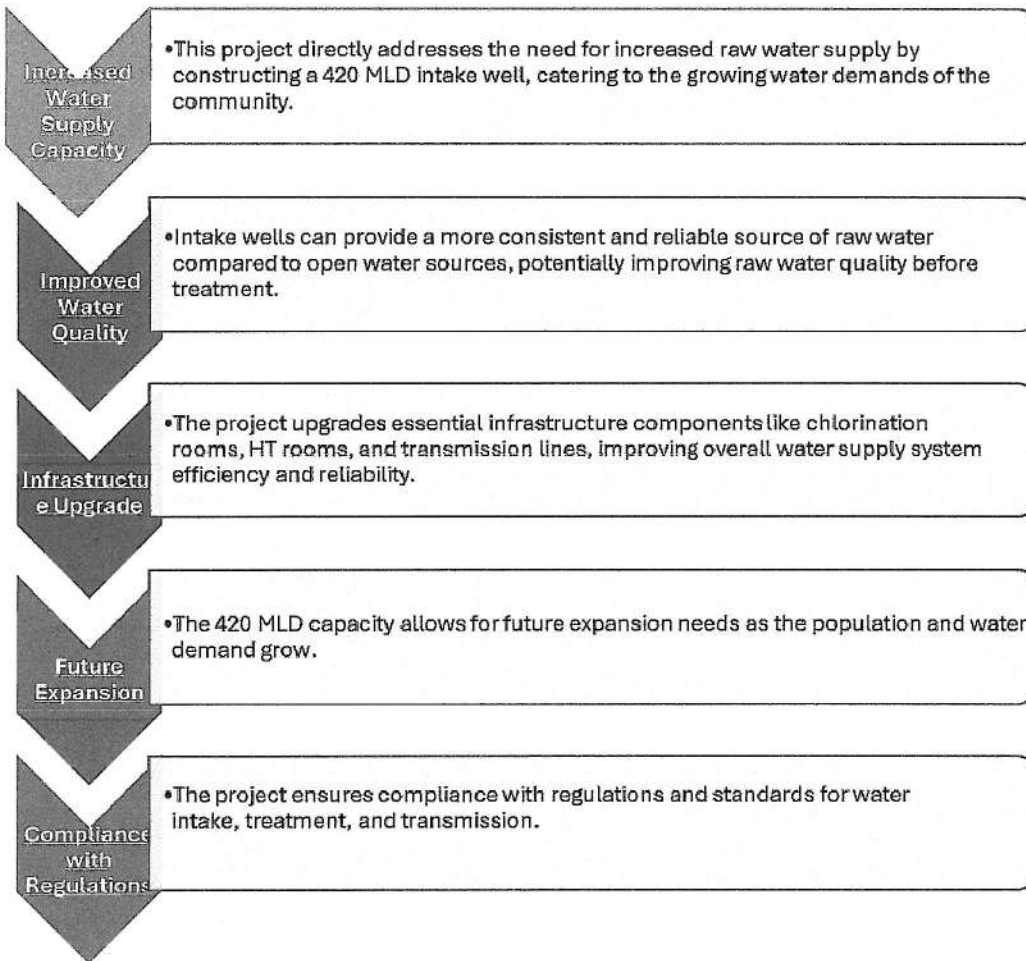 Increased
Water
Supply
Capacity
•This project directly addresses the need for increased raw water supply by
constructing a 420 MLD intake well, catering to the growing water demands of the
community.
Improved
Water
Quality
•Intake wells can provide a more consistent and reliable source of raw water
compared to open water sources, potentially improving raw water quality before
treatment.
Infrastructu
e Upgrade
•The project upgrades essential infrastructure components like chlorination
rooms, HT rooms, and transmission lines, improving overall water supply system
efficiency and reliability.
Future
Expansion
•The 420 MLD capacity allows for future expansion needs as the population and water
demand grow.
Compliance
with
Regulations
•The project ensures compliance with regulations and standards for water
intake, treatment, and transmission.